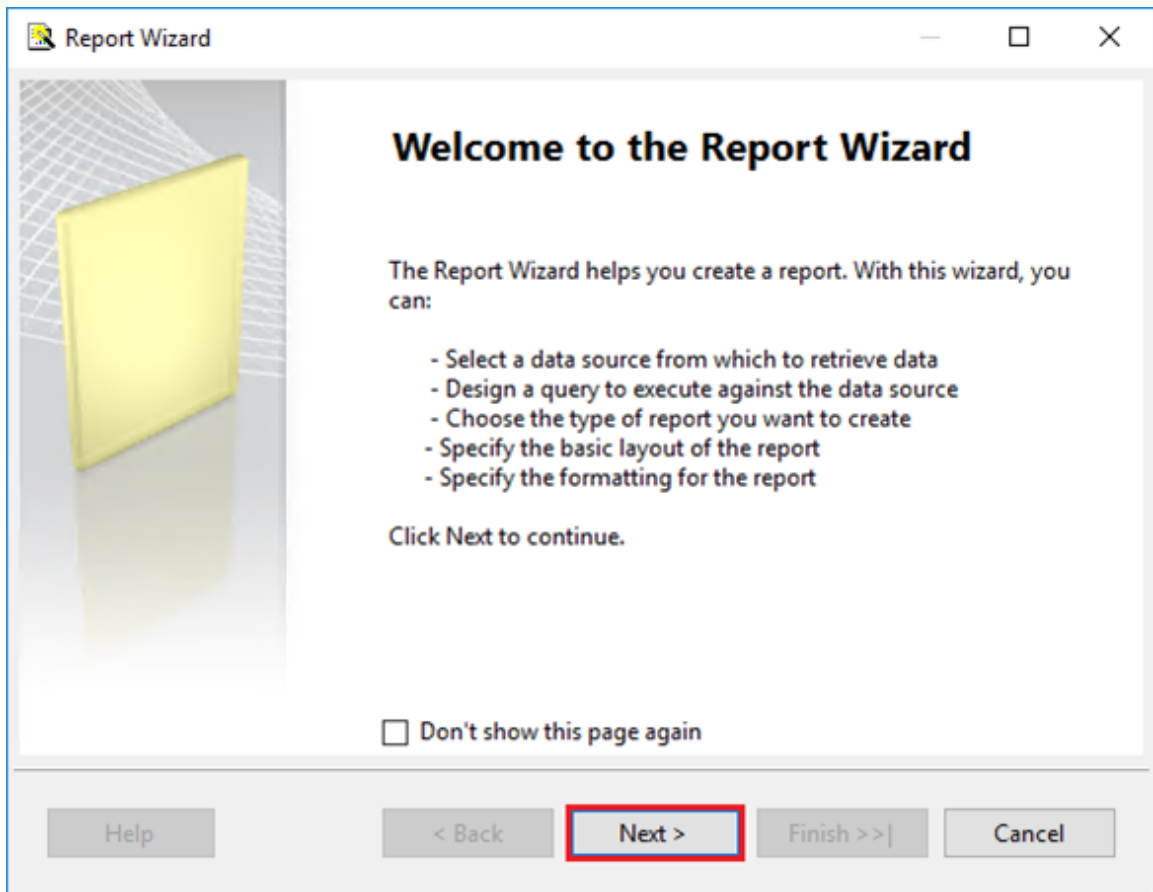 Report Wizard
Welcome to the Report Wizard
The Report Wizard helps you create a report. With this wizard, you
can:
- Select a data source from which to retrieve data
- Design a query to execute against the data source
- Choose the type of report you want to create
- Specify the basic layout of the report
- Specify the formatting for the report
Click Next to continue.
Don't show this page again
Help
< Back
Next >
Finish >>|
Cancel